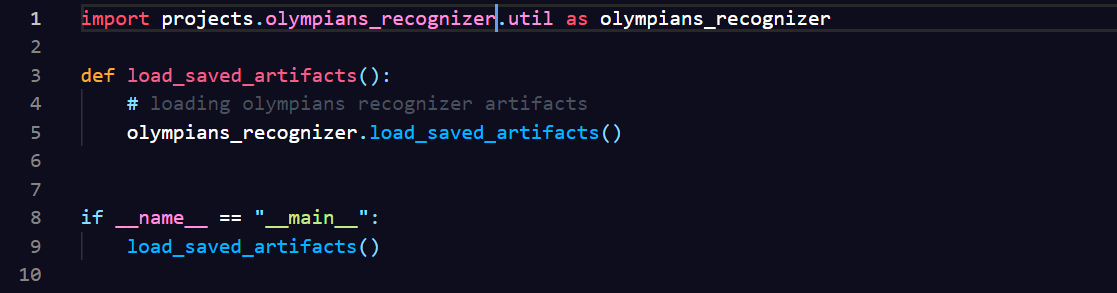 1 import projects.olympians_recognizer.util as olympians_recognizer
2
3 def load_saved_artifacts():
4     # loading olympians recognizer artifacts
5     olympians_recognizer.load_saved_artifacts()
6
7
8 if __name__ == "__main__":
9     load_saved_artifacts()
10